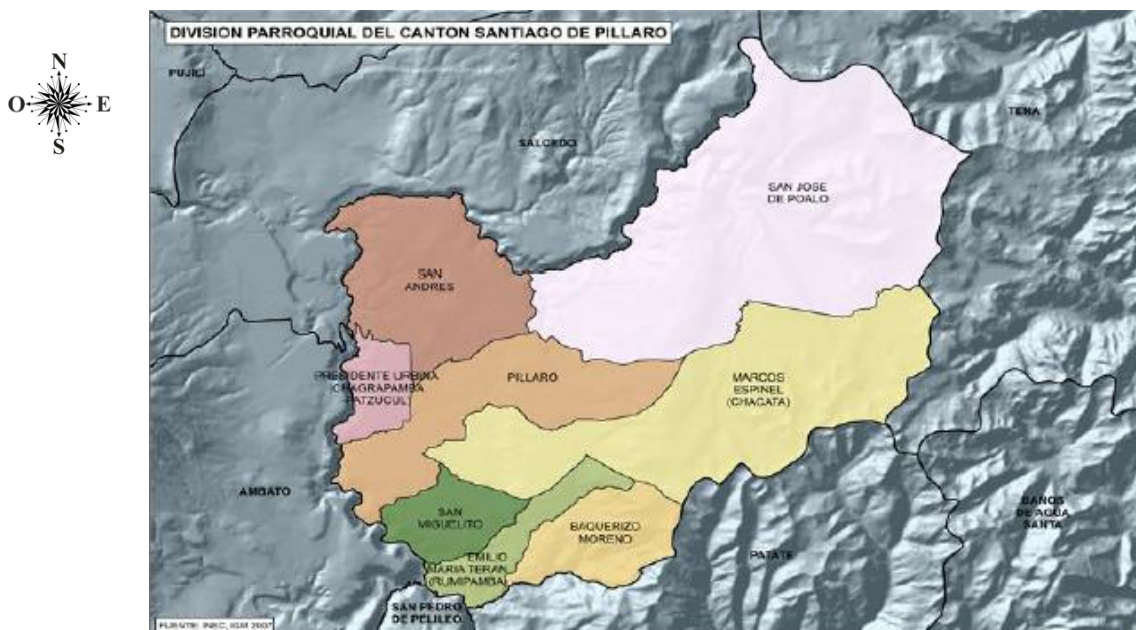 DIVISION PARROQUIAL DEL CANTON SANTIAGO DE PILLARO
N
O
E
S
PUJILI
SALCEDO
TENA
SAN JOSE
DE POALO
SAN
ANDRES
PRESIDENTE URBINA
(CHAGRAPAMBA
PATZUCUL)
PILLARO
MARCOS
ESPINEL
(CHACATA)
AMBATO
SAN
MIGUELITO
BAQUERIZO
MORENO
EMILIO
MARIA TERAN
(RUMIPAMBA)
PATATE
BANOS
DE AGUA
SANTA
SAN PEDRO
DE PELILEO
FUENTE: INEC, IGM 2007